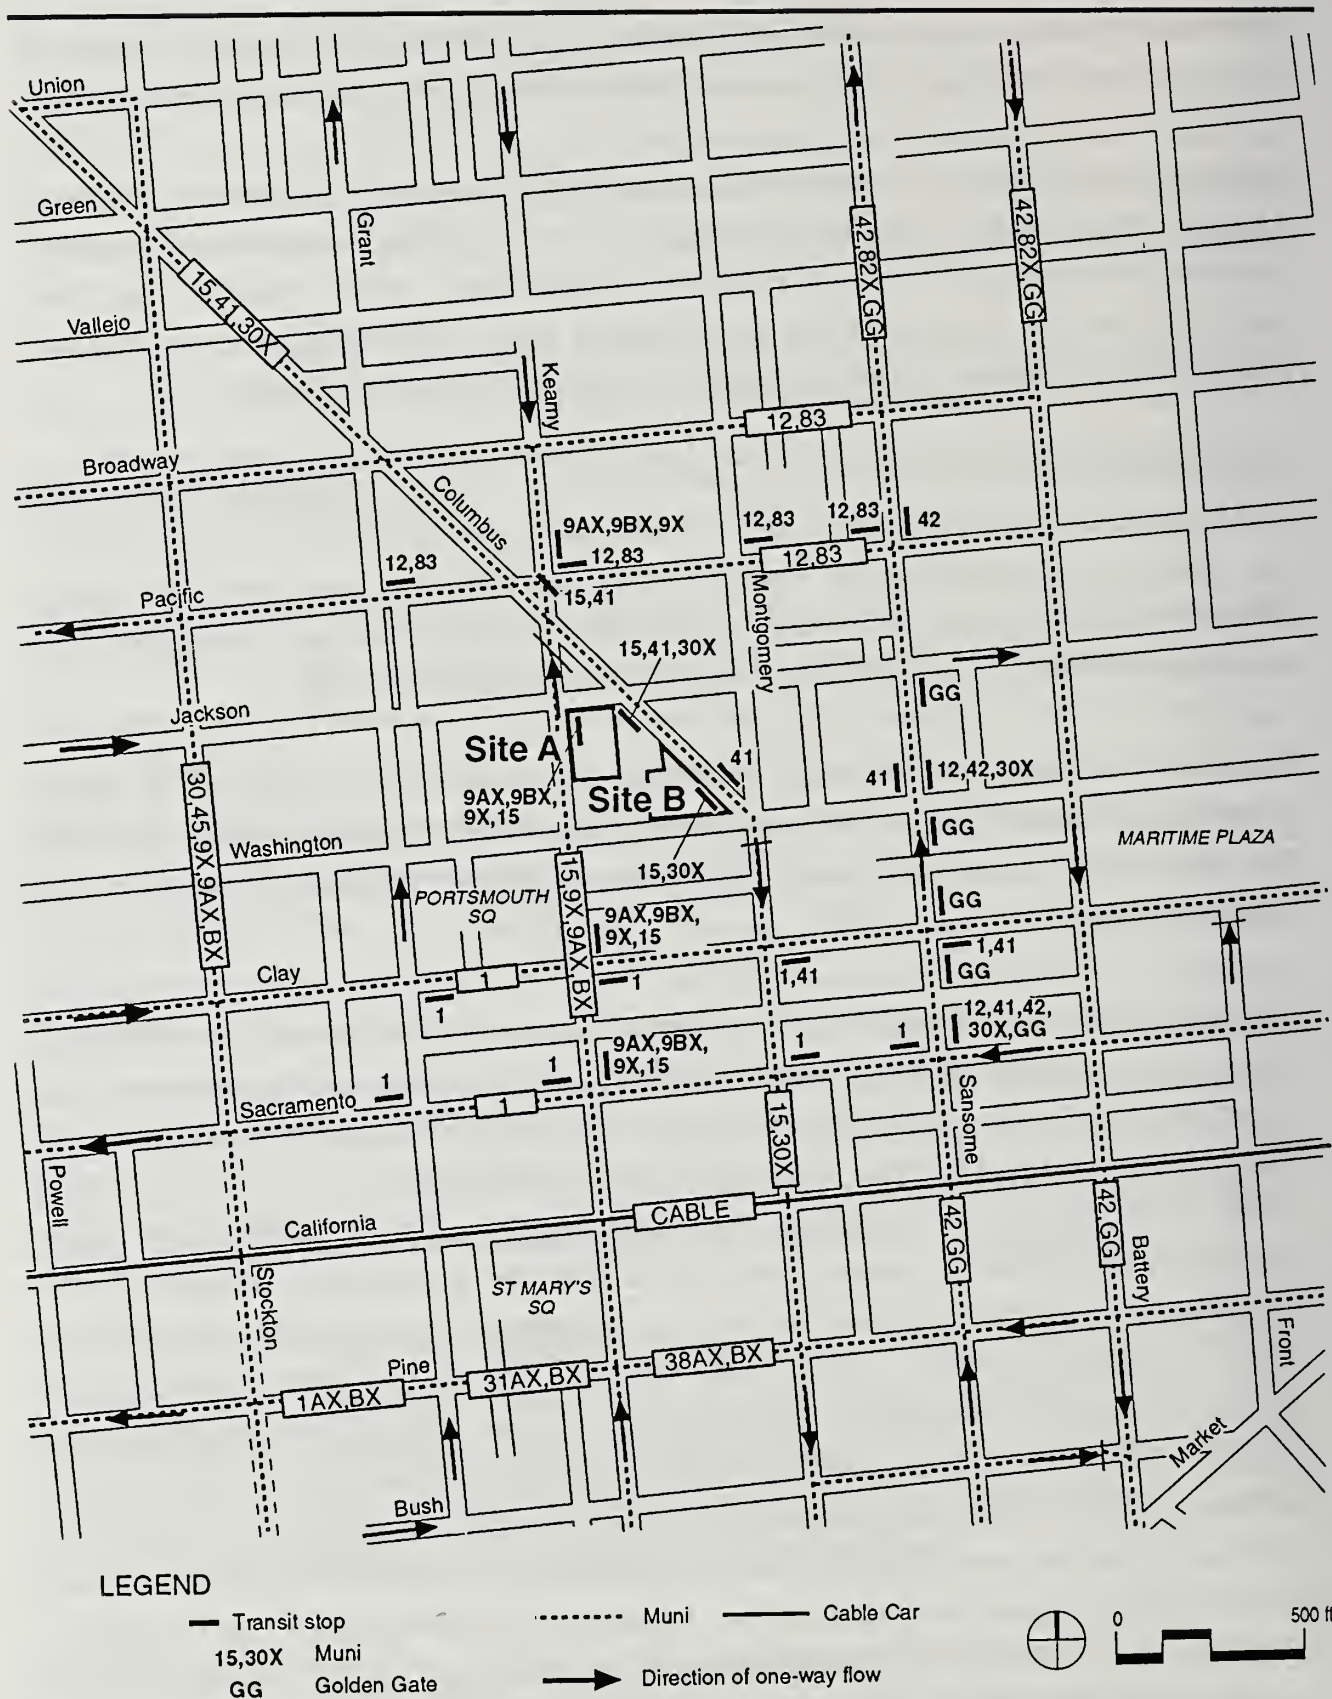 Union
Green
Grant
42,82X,GG
42,82X,GG
15,41,30X
Vallejo
Kearny
12,83
Broadway
Columbus
9AX,9BX,9X
12,83
12,83
42
12,83
12,83
12,83
Pacific
15,41
Montgomery
15,41,30X
GG
Jackson
Site A
41
41
12,42,30X
30,45,9X,9AX,BX
9AX,9BX,
9X,15
Site B
GG
MARITIME PLAZA
Washington
15,30X
PORTSMOUTH
SQ
15,9X,9AX,BX
GG
9AX,9BX,
9X,15
1,41
Clay
1
1
1,41
GG
1
12,41,42,
30X,GG
9AX,9BX,
9X,15
1
1
1
1
Sacramento
1
15,30X
Sansome
Powell
California
CABLE
42,GG
42,GG
Battery
Stockton
ST MARY'S
SQ
Front
Pine
38AX,BX
31AX,BX
1AX,BX
Market
Bush
LEGEND
Transit stop
Muni
Cable Car
0
500 ft
15,30X
Muni
GG
Golden Gate
Direction of one-way flow